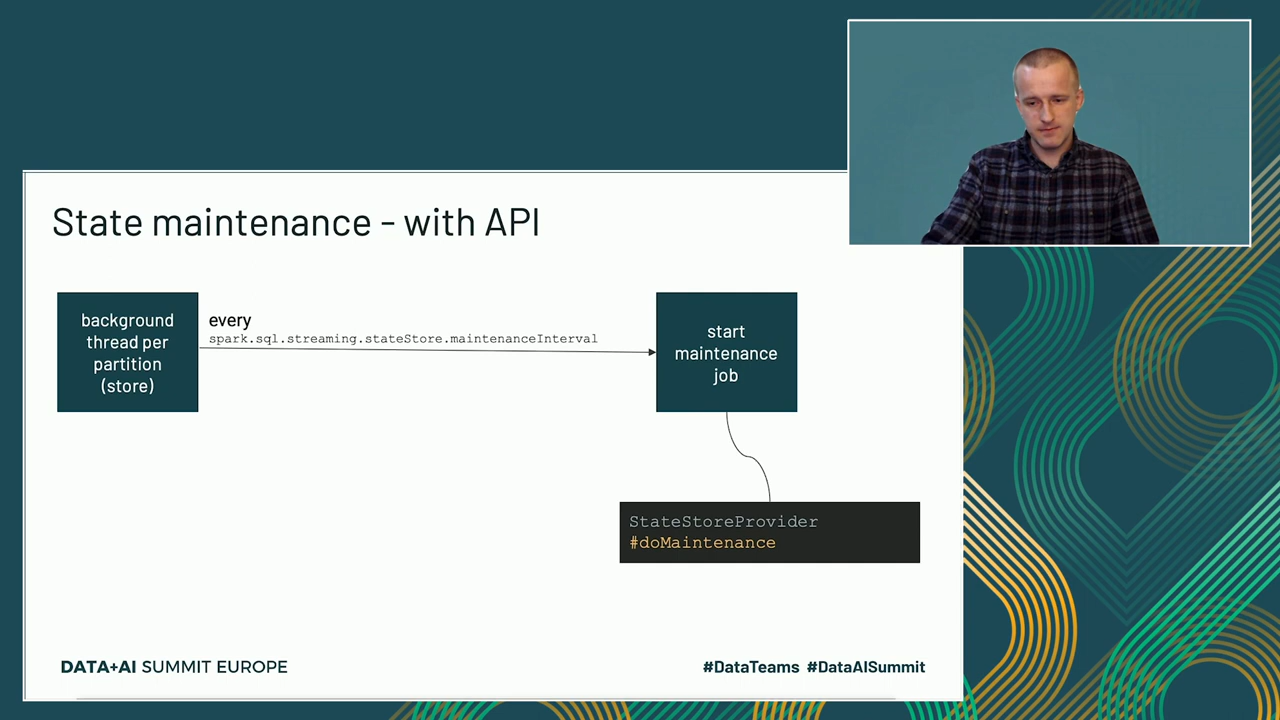 State maintenance - with API
background
thread per
partition
(store)
every
spark.sql.streaming.stateStore.maintenanceInterval
start
maintenance
job
StateStoreProvider
#doMaintenance
DATA+AI SUMMIT EUROPE
#DataTeams #DataAISummit